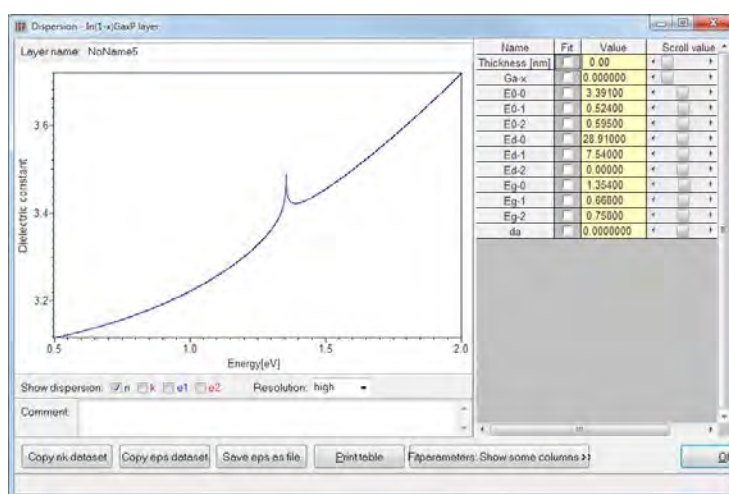 Dispersion - In(1-x)GaxP layer
Layer name: NoName5
Dielectric constant
3.6
3.4
3.2
0.5 1.0 1.5 2.0
Energy[eV]
Show dispersion: n k e1 e2 Resolution: high
Comment:
Name Fit Value Scroll value
Thickness [nm] 0.00
Ga-x 0.000000
E0-0 3.39100
E0-1 0.52400
E0-2 0.59500
Ed-0 28.91000
Ed-1 7.54000
Ed-2 0.00000
Eg-0 1.35400
Eg-1 0.66800
Eg-2 0.75800
da 0.0000000
Copy nk dataset Copy eps dataset Save eps as file Print table Fitparameters: Show some columns >>